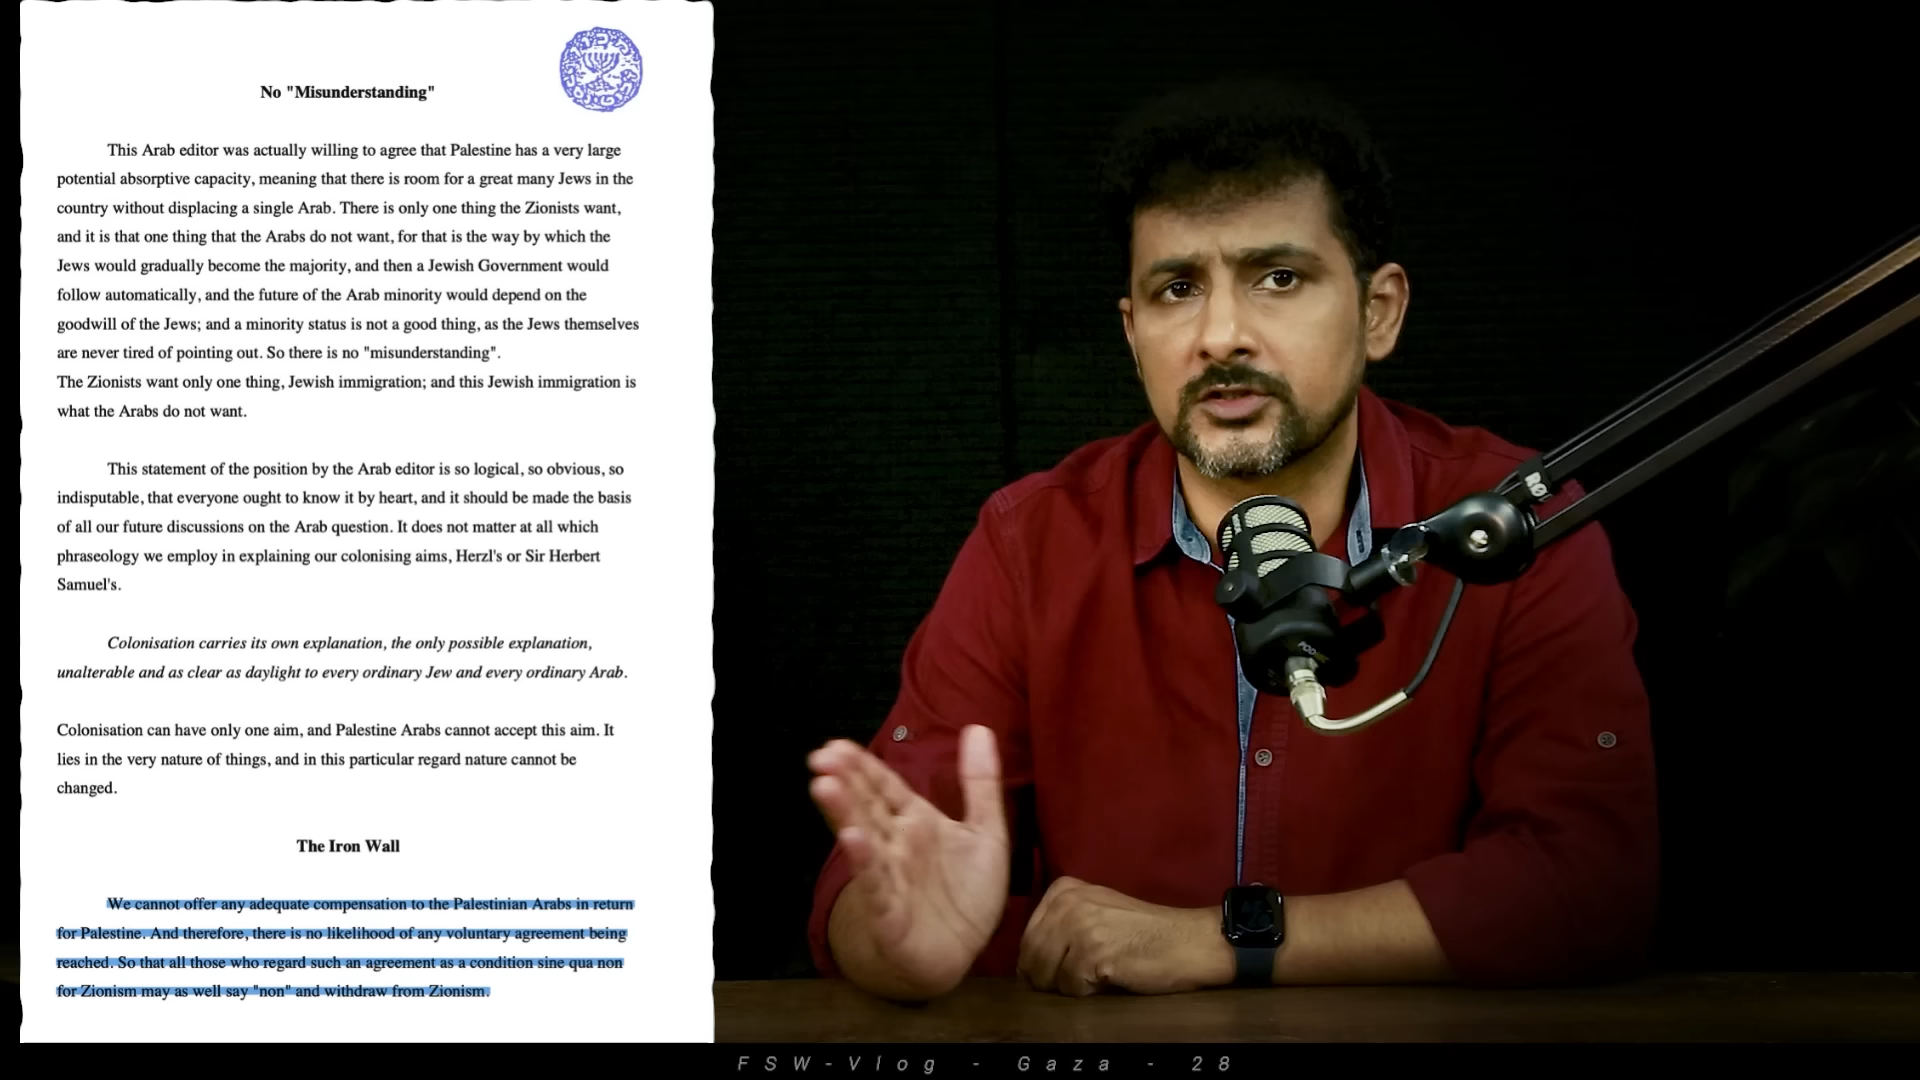 No "Misunderstanding"
This Arab editor was actually willing to agree that Palestine has a very large
potential absorptive capacity, meaning that there is room for a great many Jews in the
country without displacing a single Arab. There is only one thing the Zionists want,
and it is that one thing that the Arabs do not want, for that is the way by which the
Jews would gradually become the majority, and then a Jewish Government would
follow automatically, and the future of the Arab minority would depend on the
goodwill of the Jews; and a minority status is not a good thing, as the Jews themselves
are never tired of pointing out. So there is no "misunderstanding".
The Zionists want only one thing, Jewish immigration; and this Jewish immigration is
what the Arabs do not want.
This statement of the position by the Arab editor is so logical, so obvious, so
indisputable, that everyone ought to know it by heart, and it should be made the basis
of all our future discussions on the Arab question. It does not matter at all which
phraseology we employ in explaining our colonising aims, Herzl's or Sir Herbert
Samuel's.
Colonisation carries its own explanation, the only possible explanation,
unalterable and as clear as daylight to every ordinary Jew and every ordinary Arab.
Colonisation can have only one aim, and Palestine Arabs cannot accept this aim. It
lies in the very nature of things, and in this particular regard nature cannot be
changed.
The Iron Wall
We cannot offer any adequate compensation to the Palestinian Arabs in return
for Palestine. And therefore, there is no likelihood of any voluntary agreement being
reached. So that all those who regard such an agreement as a condition sine qua non
for Zionism may as well say "non" and withdraw from Zionism.
FSW-Vlog - Gaza - 28